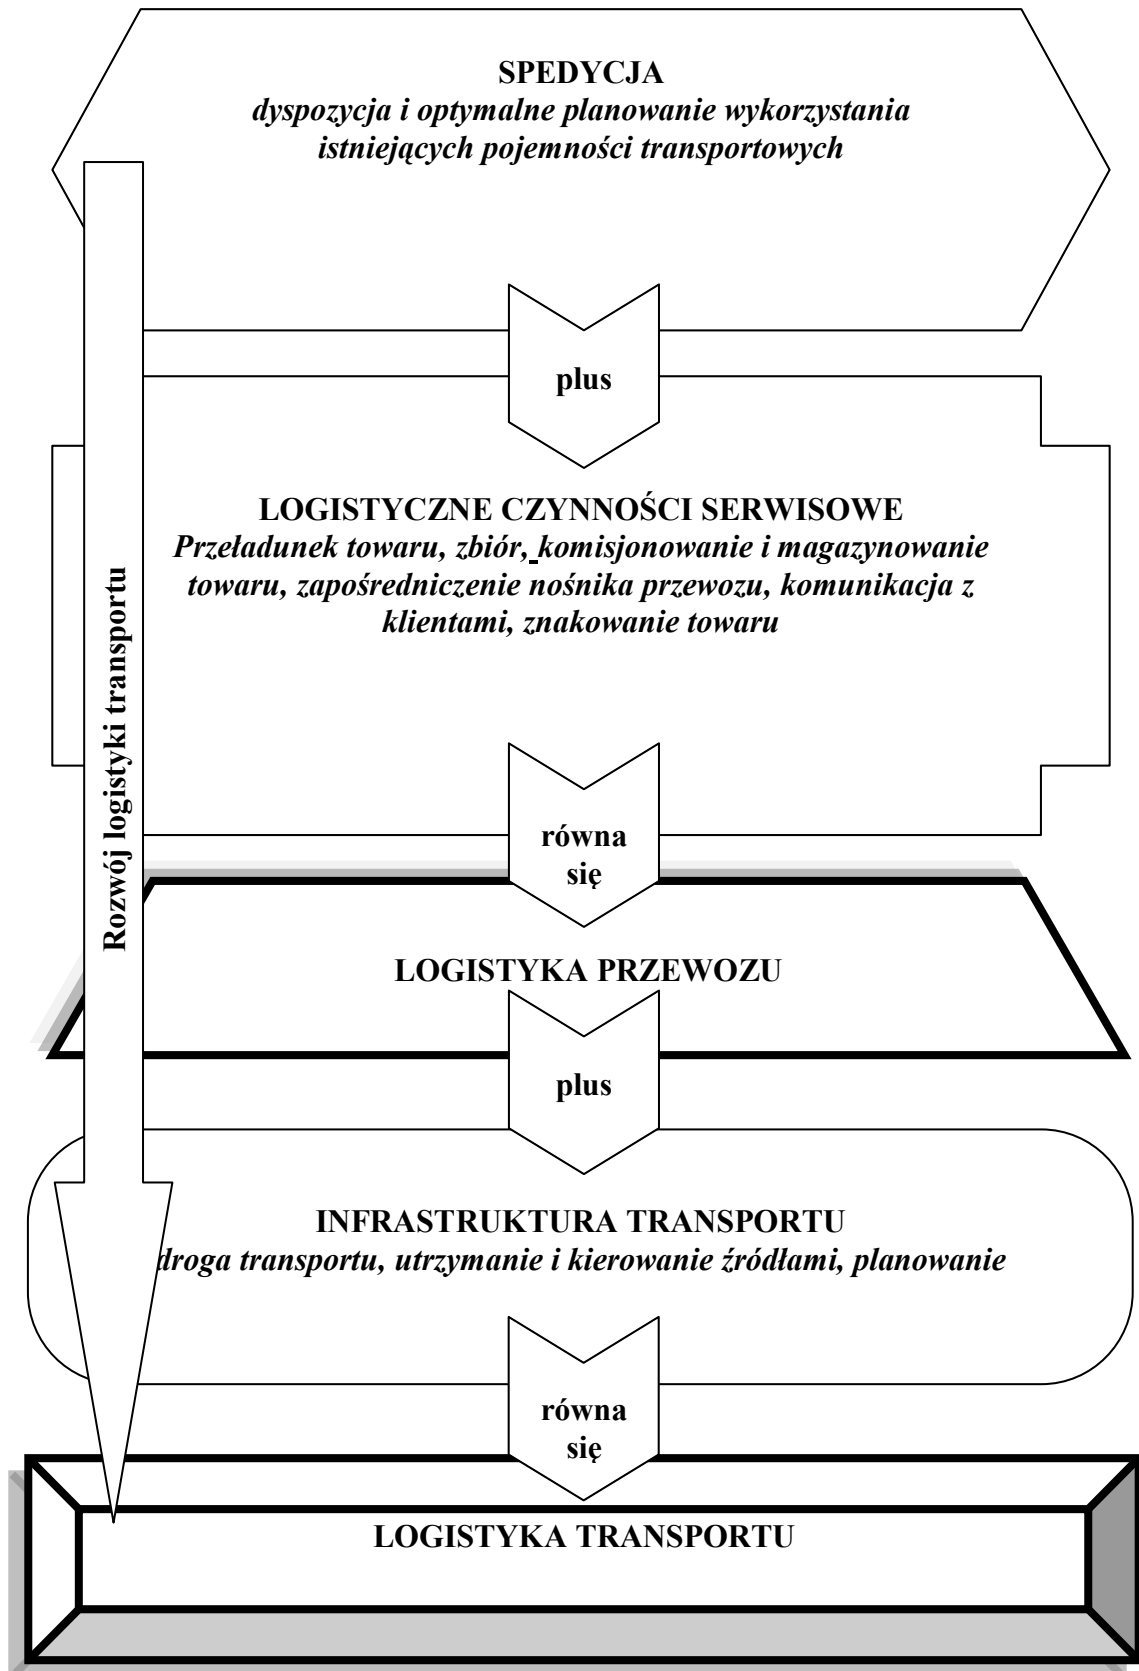 SPEDYCJA
dyspozycja i optymalne planowanie wykorzystania
istniejących pojemności transportowych
plus
LOGISTYCZNE CZYNNOŚCI SERWISOWE
Przeładunek towaru, zbiór, komisjonowanie i magazynowanie
towaru, zapośredniczenie nośnika przewozu, komunikacja z
klientami, znakowanie towaru
Rozwój logistyki transportu
równa
się
LOGISTYKA PRZEWOZU
plus
INFRASTRUKTURA TRANSPORTU
droga transportu, utrzymanie i kierowanie źródłami, planowanie
równa
się
LOGISTYKA TRANSPORTU